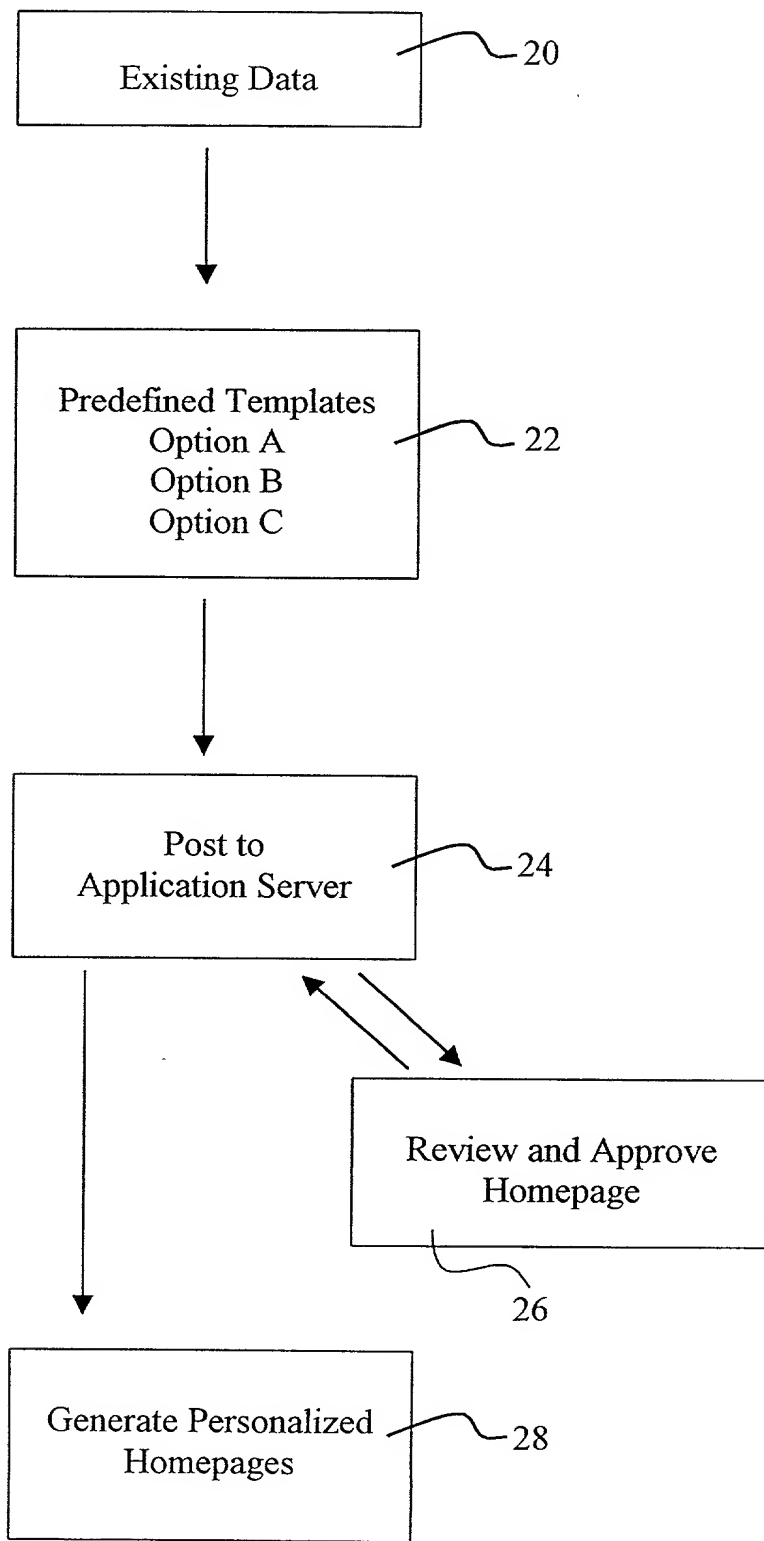 Existing Data
20
Predefined Templates
Option A
Option B
Option C
22
Post to
Application Server
24
Review and Approve
Homepage
26
Generate Personalized
Homepages
28